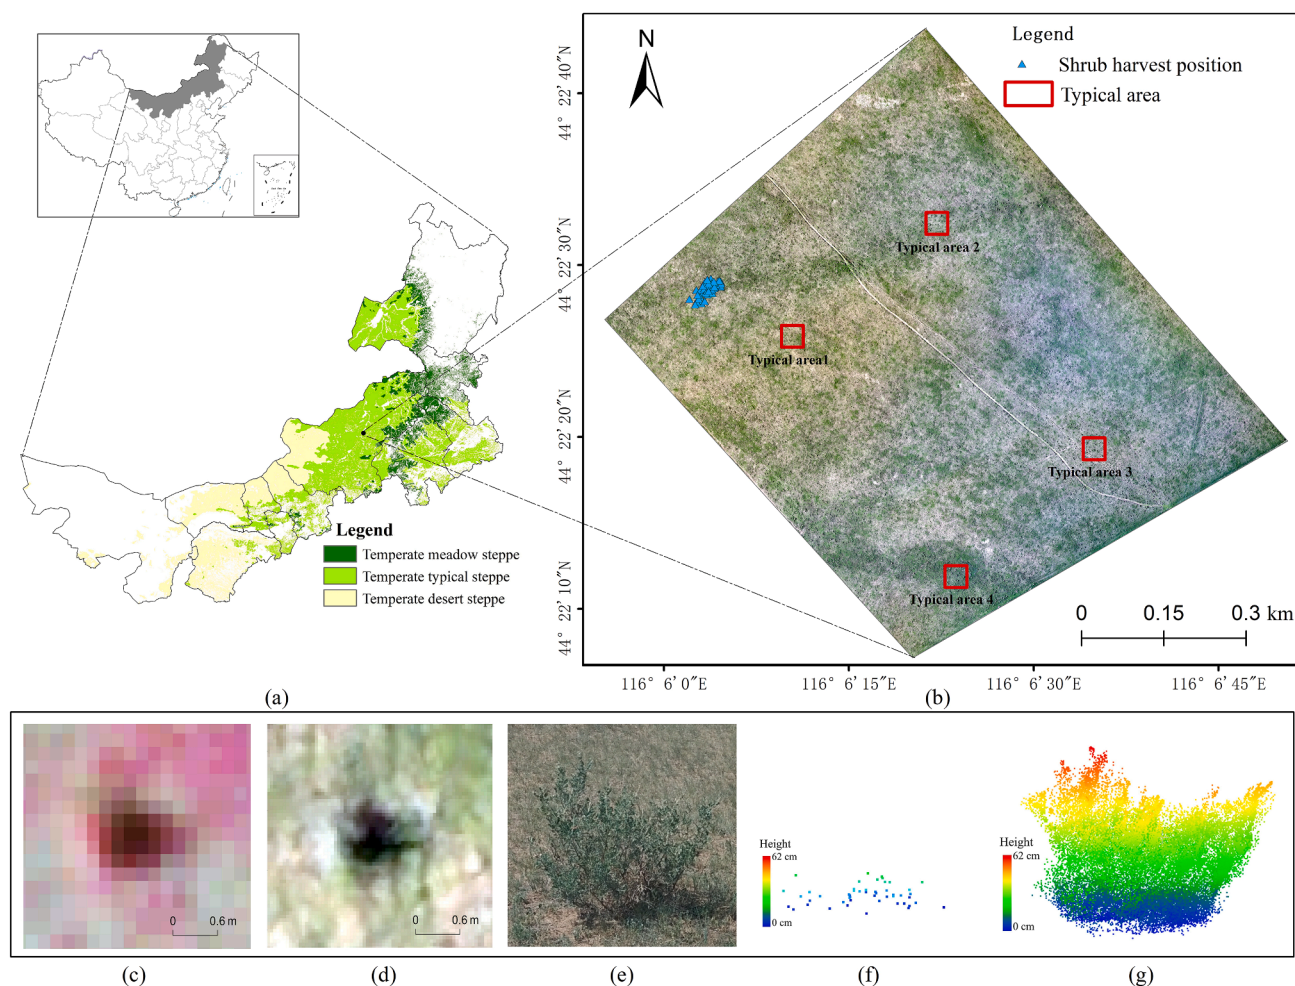 N
Legend
Shrub harvest position
Typical area
44° 22′40″N
44° 22′30″N
44° 22′20″N
44° 22′10″N
Typical area 2
Typical area1
Typical area 3
Typical area 4
0 0.15 0.3 km
116° 6′0″E 116° 6′15″E 116° 6′30″E 116° 6′45″E
Legend
Temperate meadow steppe
Temperate typical steppe
Temperate desert steppe
(a) (b)
0 0.6 m
0 0.6 m
Height
62 cm
0 cm
Height
62 cm
0 cm
(c) (d) (e) (f) (g)